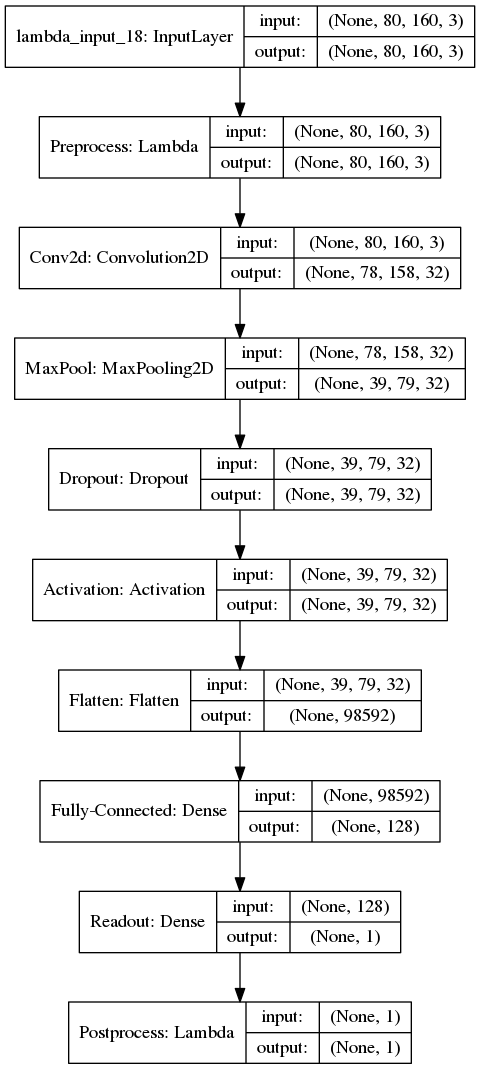 lambda_input_18: InputLayer
input: (None, 80, 160, 3)
output: (None, 80, 160, 3)
Preprocess: Lambda
input: (None, 80, 160, 3)
output: (None, 80, 160, 3)
Conv2d: Convolution2D
input: (None, 80, 160, 3)
output: (None, 78, 158, 32)
MaxPool: MaxPooling2D
input: (None, 78, 158, 32)
output: (None, 39, 79, 32)
Dropout: Dropout
input: (None, 39, 79, 32)
output: (None, 39, 79, 32)
Activation: Activation
input: (None, 39, 79, 32)
output: (None, 39, 79, 32)
Flatten: Flatten
input: (None, 39, 79, 32)
output: (None, 98592)
Fully-Connected: Dense
input: (None, 98592)
output: (None, 128)
Readout: Dense
input: (None, 128)
output: (None, 1)
Postprocess: Lambda
input: (None, 1)
output: (None, 1)